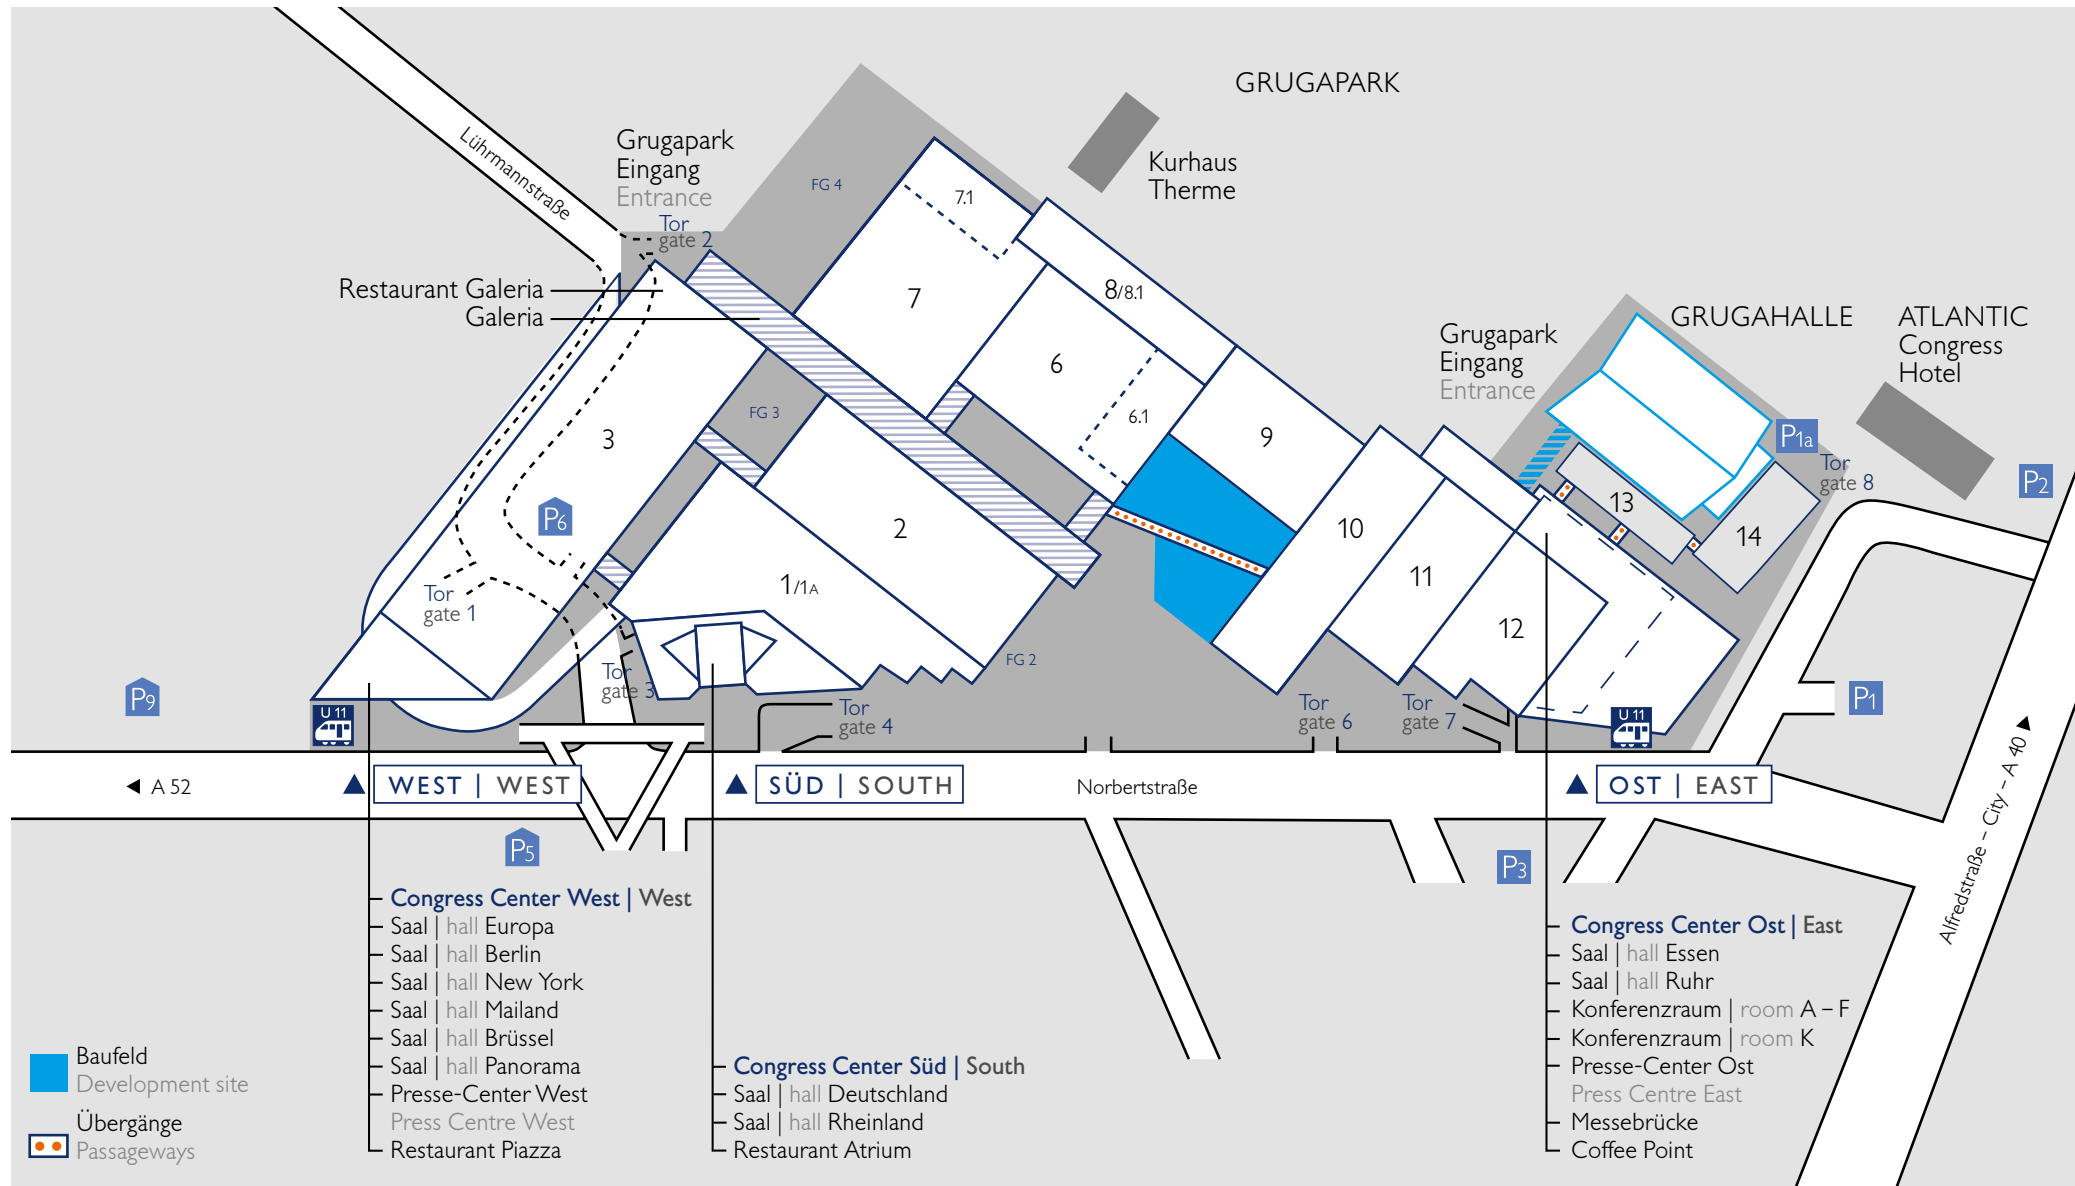 GRUGAPARK
Kurhaus
Therme
Lührmannstraße
Grugapark
Eingang
Entrance
Tor
gate 2
FG 4
7.1
7
8/8.1
Restaurant Galeria
Galeria
6
6.1
9
3
FG 3
P6
2
1/1A
Tor
gate 1
Tor
gate 3
FG 2
10
11
12
13
14
Grugapark
Eingang
Entrance
GRUGAHALLE
ATLANTIC
Congress
Hotel
P1a
Tor
gate 8
P2
P1
P9
U 11
Tor
gate 4
Tor
gate 6
Tor
gate 7
U 11
A 52
WEST | WEST
SÜD | SOUTH
Norbertstraße
OST | EAST
Alfredstraße – City – A 40
P5
P3
Congress Center West | West
Saal | hall Europa
Saal | hall Berlin
Saal | hall New York
Saal | hall Mailand
Saal | hall Brüssel
Saal | hall Panorama
Presse-Center West
Press Centre West
Restaurant Piazza
Congress Center Süd | South
Saal | hall Deutschland
Saal | hall Rheinland
Restaurant Atrium
Congress Center Ost | East
Saal | hall Essen
Saal | hall Ruhr
Konferenzraum | room A – F
Konferenzraum | room K
Presse-Center Ost
Press Centre East
Messebrücke
Coffee Point
Baufeld
Development site
Übergänge
Passageways